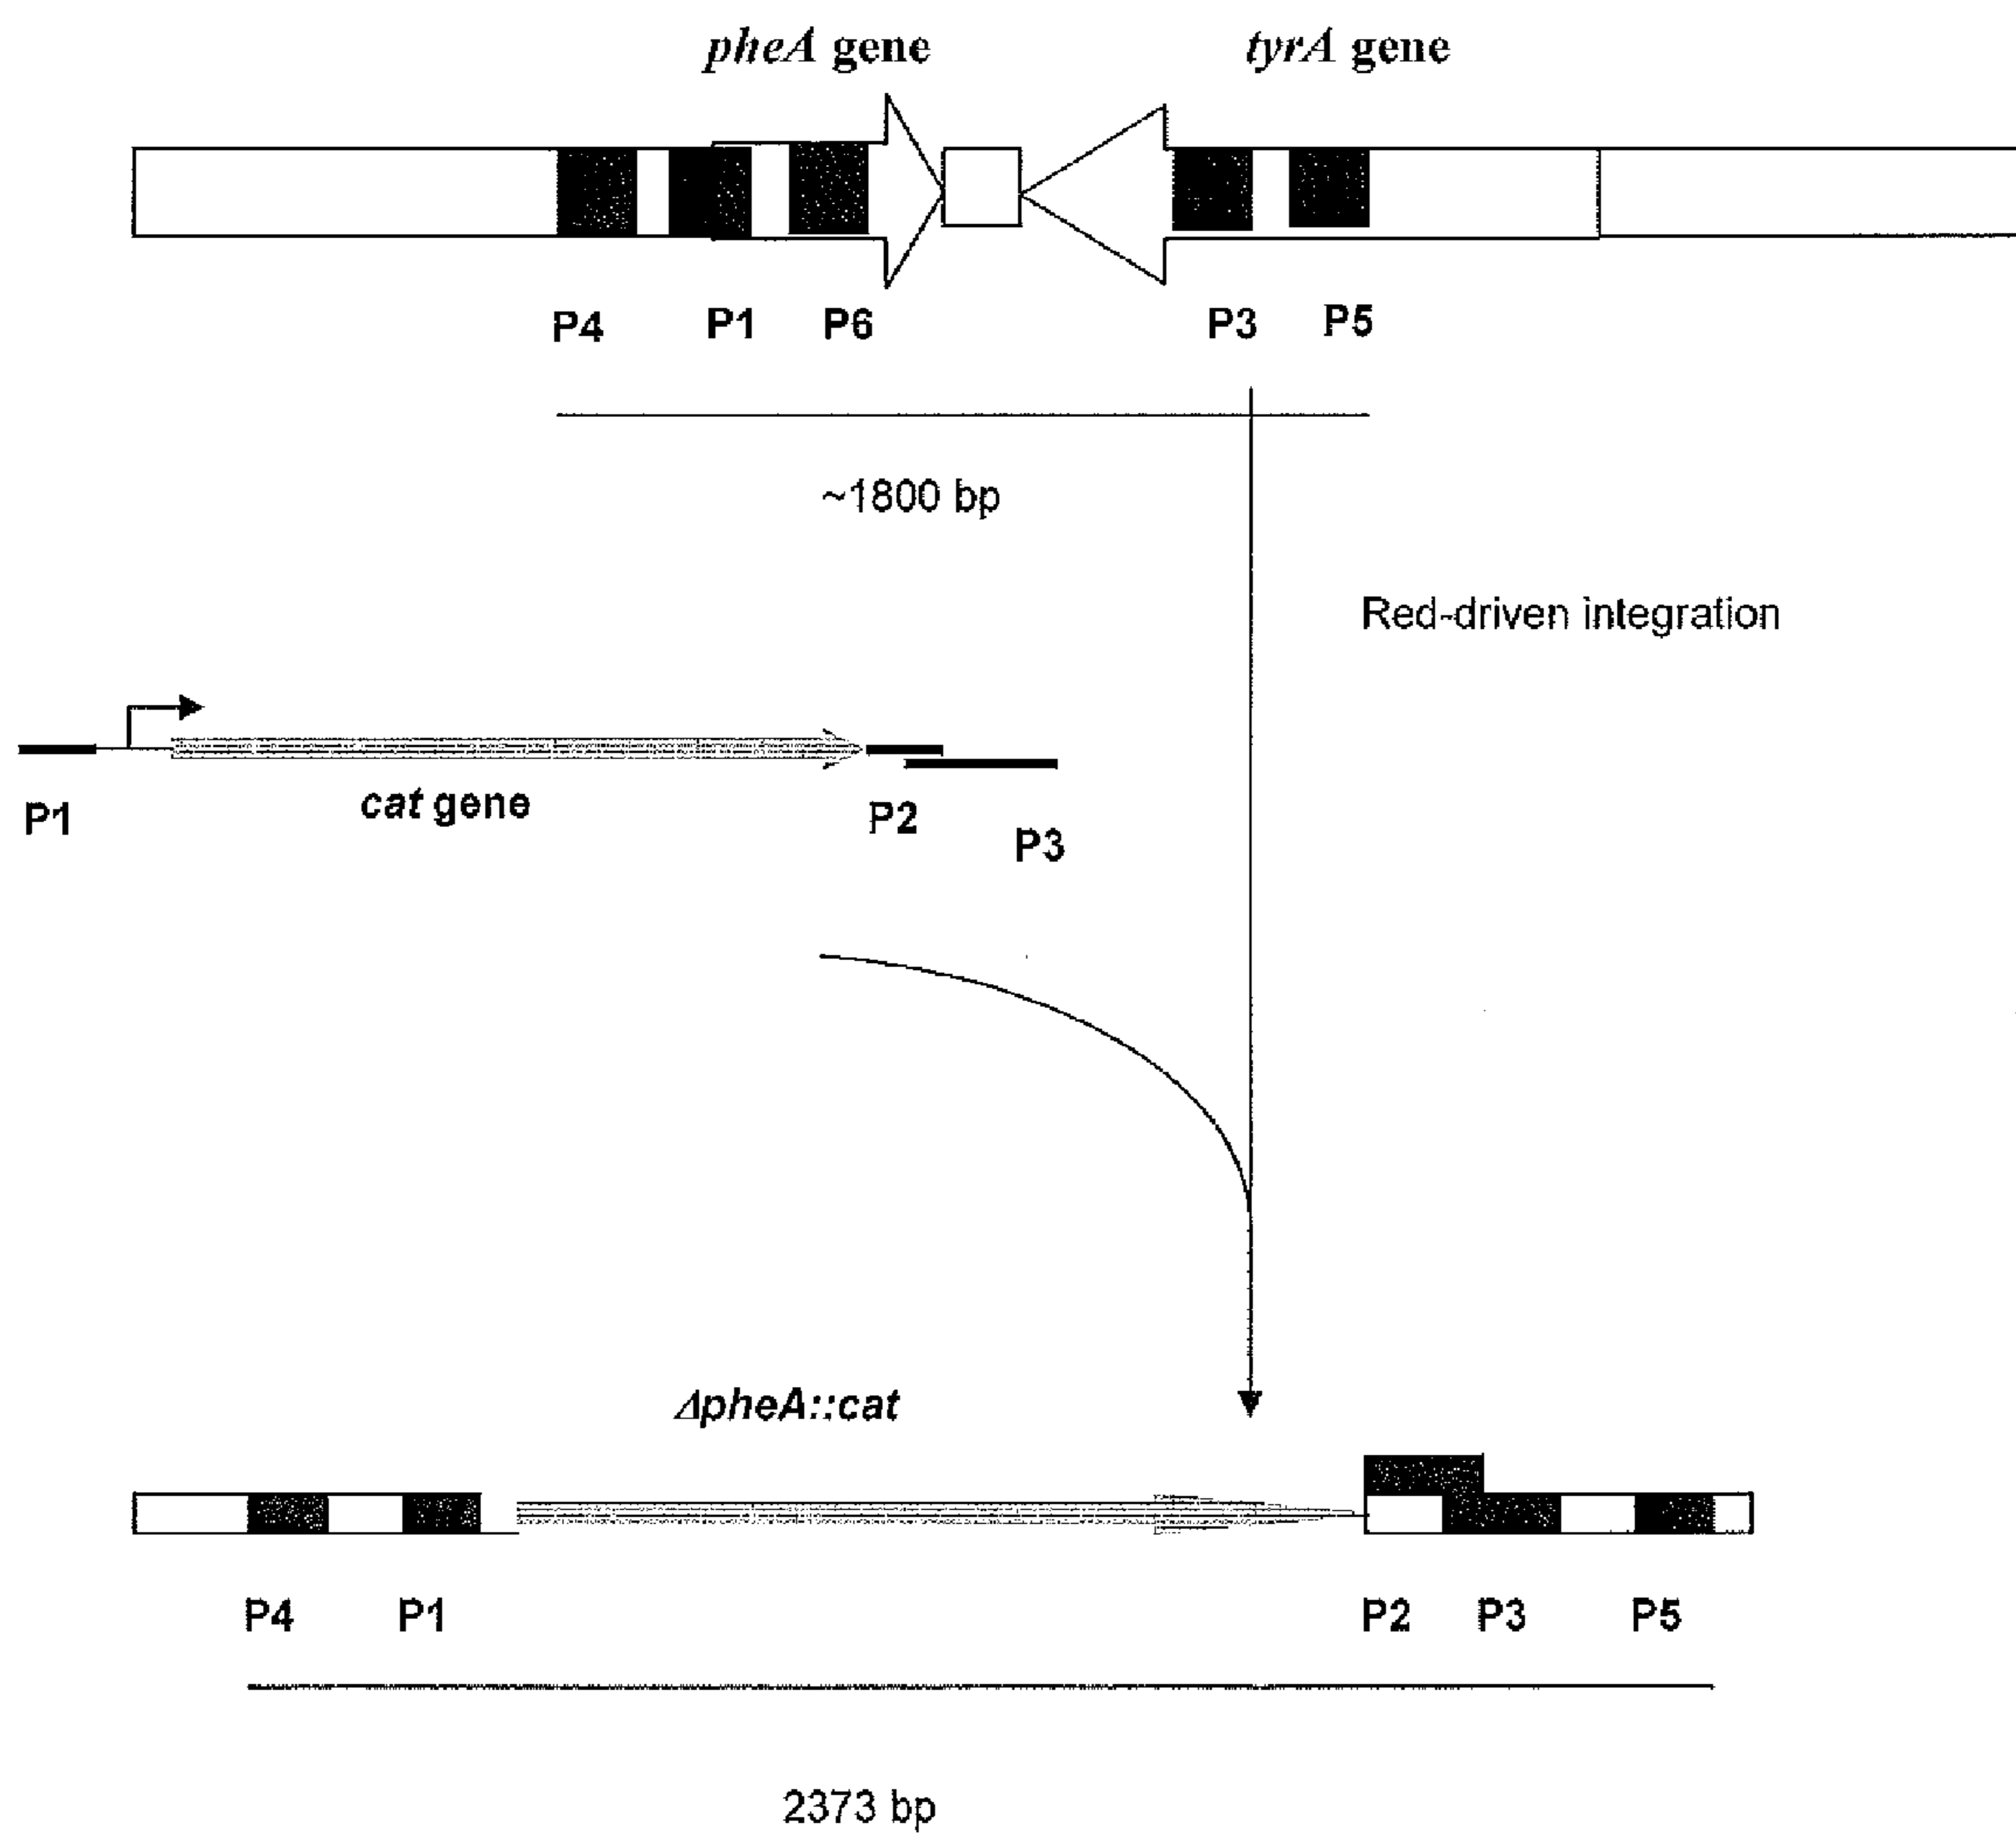 pheA gene
tyrA gene
P4
P1
P6
P3
P5
~1800 bp
Red-driven integration
P1
cat gene
P2
P3
ΔpheA::cat
P4
P1
P2
P3
P5
2373 bp